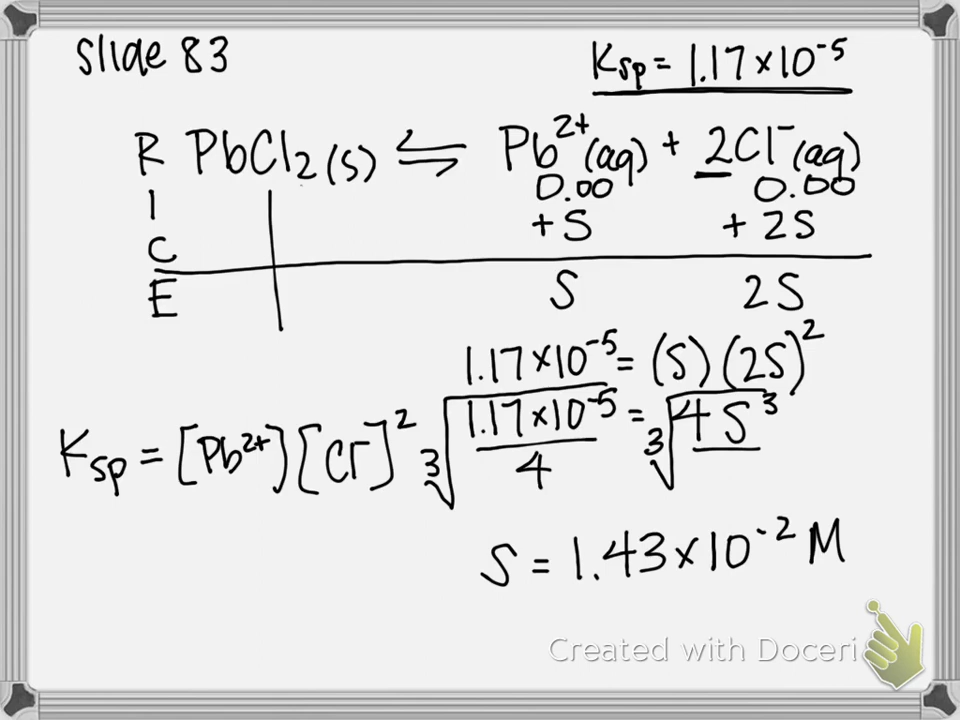 Slide 83
Ksp = 1.17×10⁻⁵
R PbCl₂(s) ⇌ Pb²⁺(aq) + 2Cl⁻(aq)
I 0.00 0.00
C +S +2S
E S 2S
1.17×10⁻⁵ = (S)(2S)²
Ksp = [Pb²⁺][Cl⁻]² ∛(1.17×10⁻⁵/4) = ∛(4S³)
S = 1.43×10⁻² M
Created with Doceri